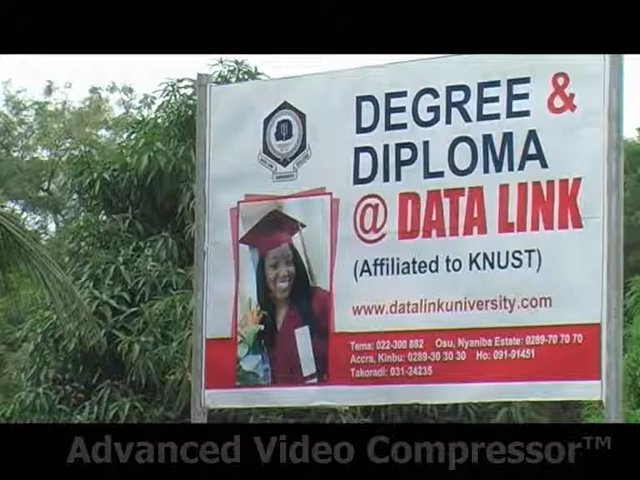 DEGREE &
DIPLOMA
@ DATA LINK
(Affiliated to KNUST)
www.datalinkuniversity.com
Tema: 022-300 882 Osu, Nyaniba Estate: 0289-70 70 70
Accra, Kinbu: 0289-30 30 30 Ho: 091-91451
Takoradi: 031-24235
Advanced Video Compressor™